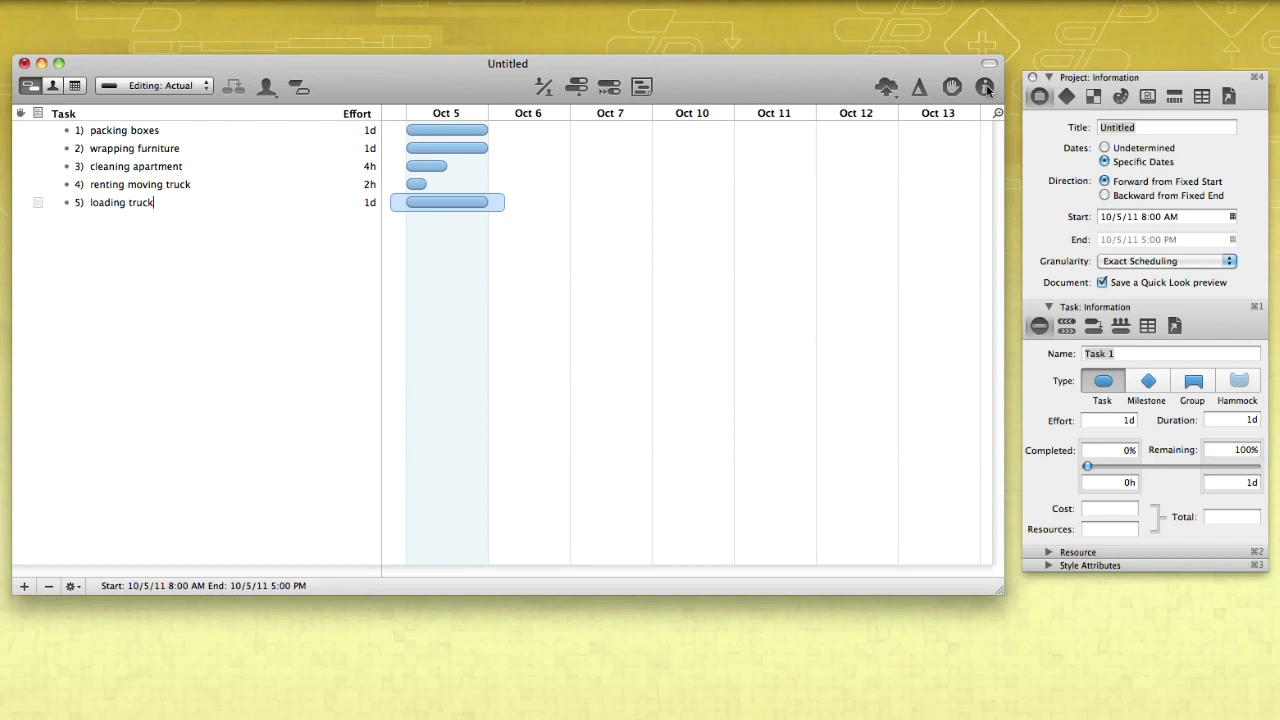 Untitled
Editing: Actual
Task
Effort
Oct 5
Oct 6
Oct 7
Oct 10
Oct 11
Oct 12
Oct 13
1) packing boxes 1d
2) wrapping furniture 1d
3) cleaning apartment 4h
4) renting moving truck 2h
5) loading truck 1d
Start: 10/5/11 8:00 AM End: 10/5/11 5:00 PM
Project: Information ⌘4
Title: Untitled
Dates: Undetermined
Specific Dates
Direction: Forward from Fixed Start
Backward from Fixed End
Start: 10/5/11 8:00 AM
End: 10/5/11 5:00 PM
Granularity: Exact Scheduling
Document: Save a Quick Look preview
Task: Information ⌘1
Name: Task 1
Type:
Task Milestone Group Hammock
Effort: 1d Duration: 1d
Completed: 0% Remaining: 100%
0h 1d
Cost:
Total:
Resources:
Resource ⌘2
Style Attributes ⌘3